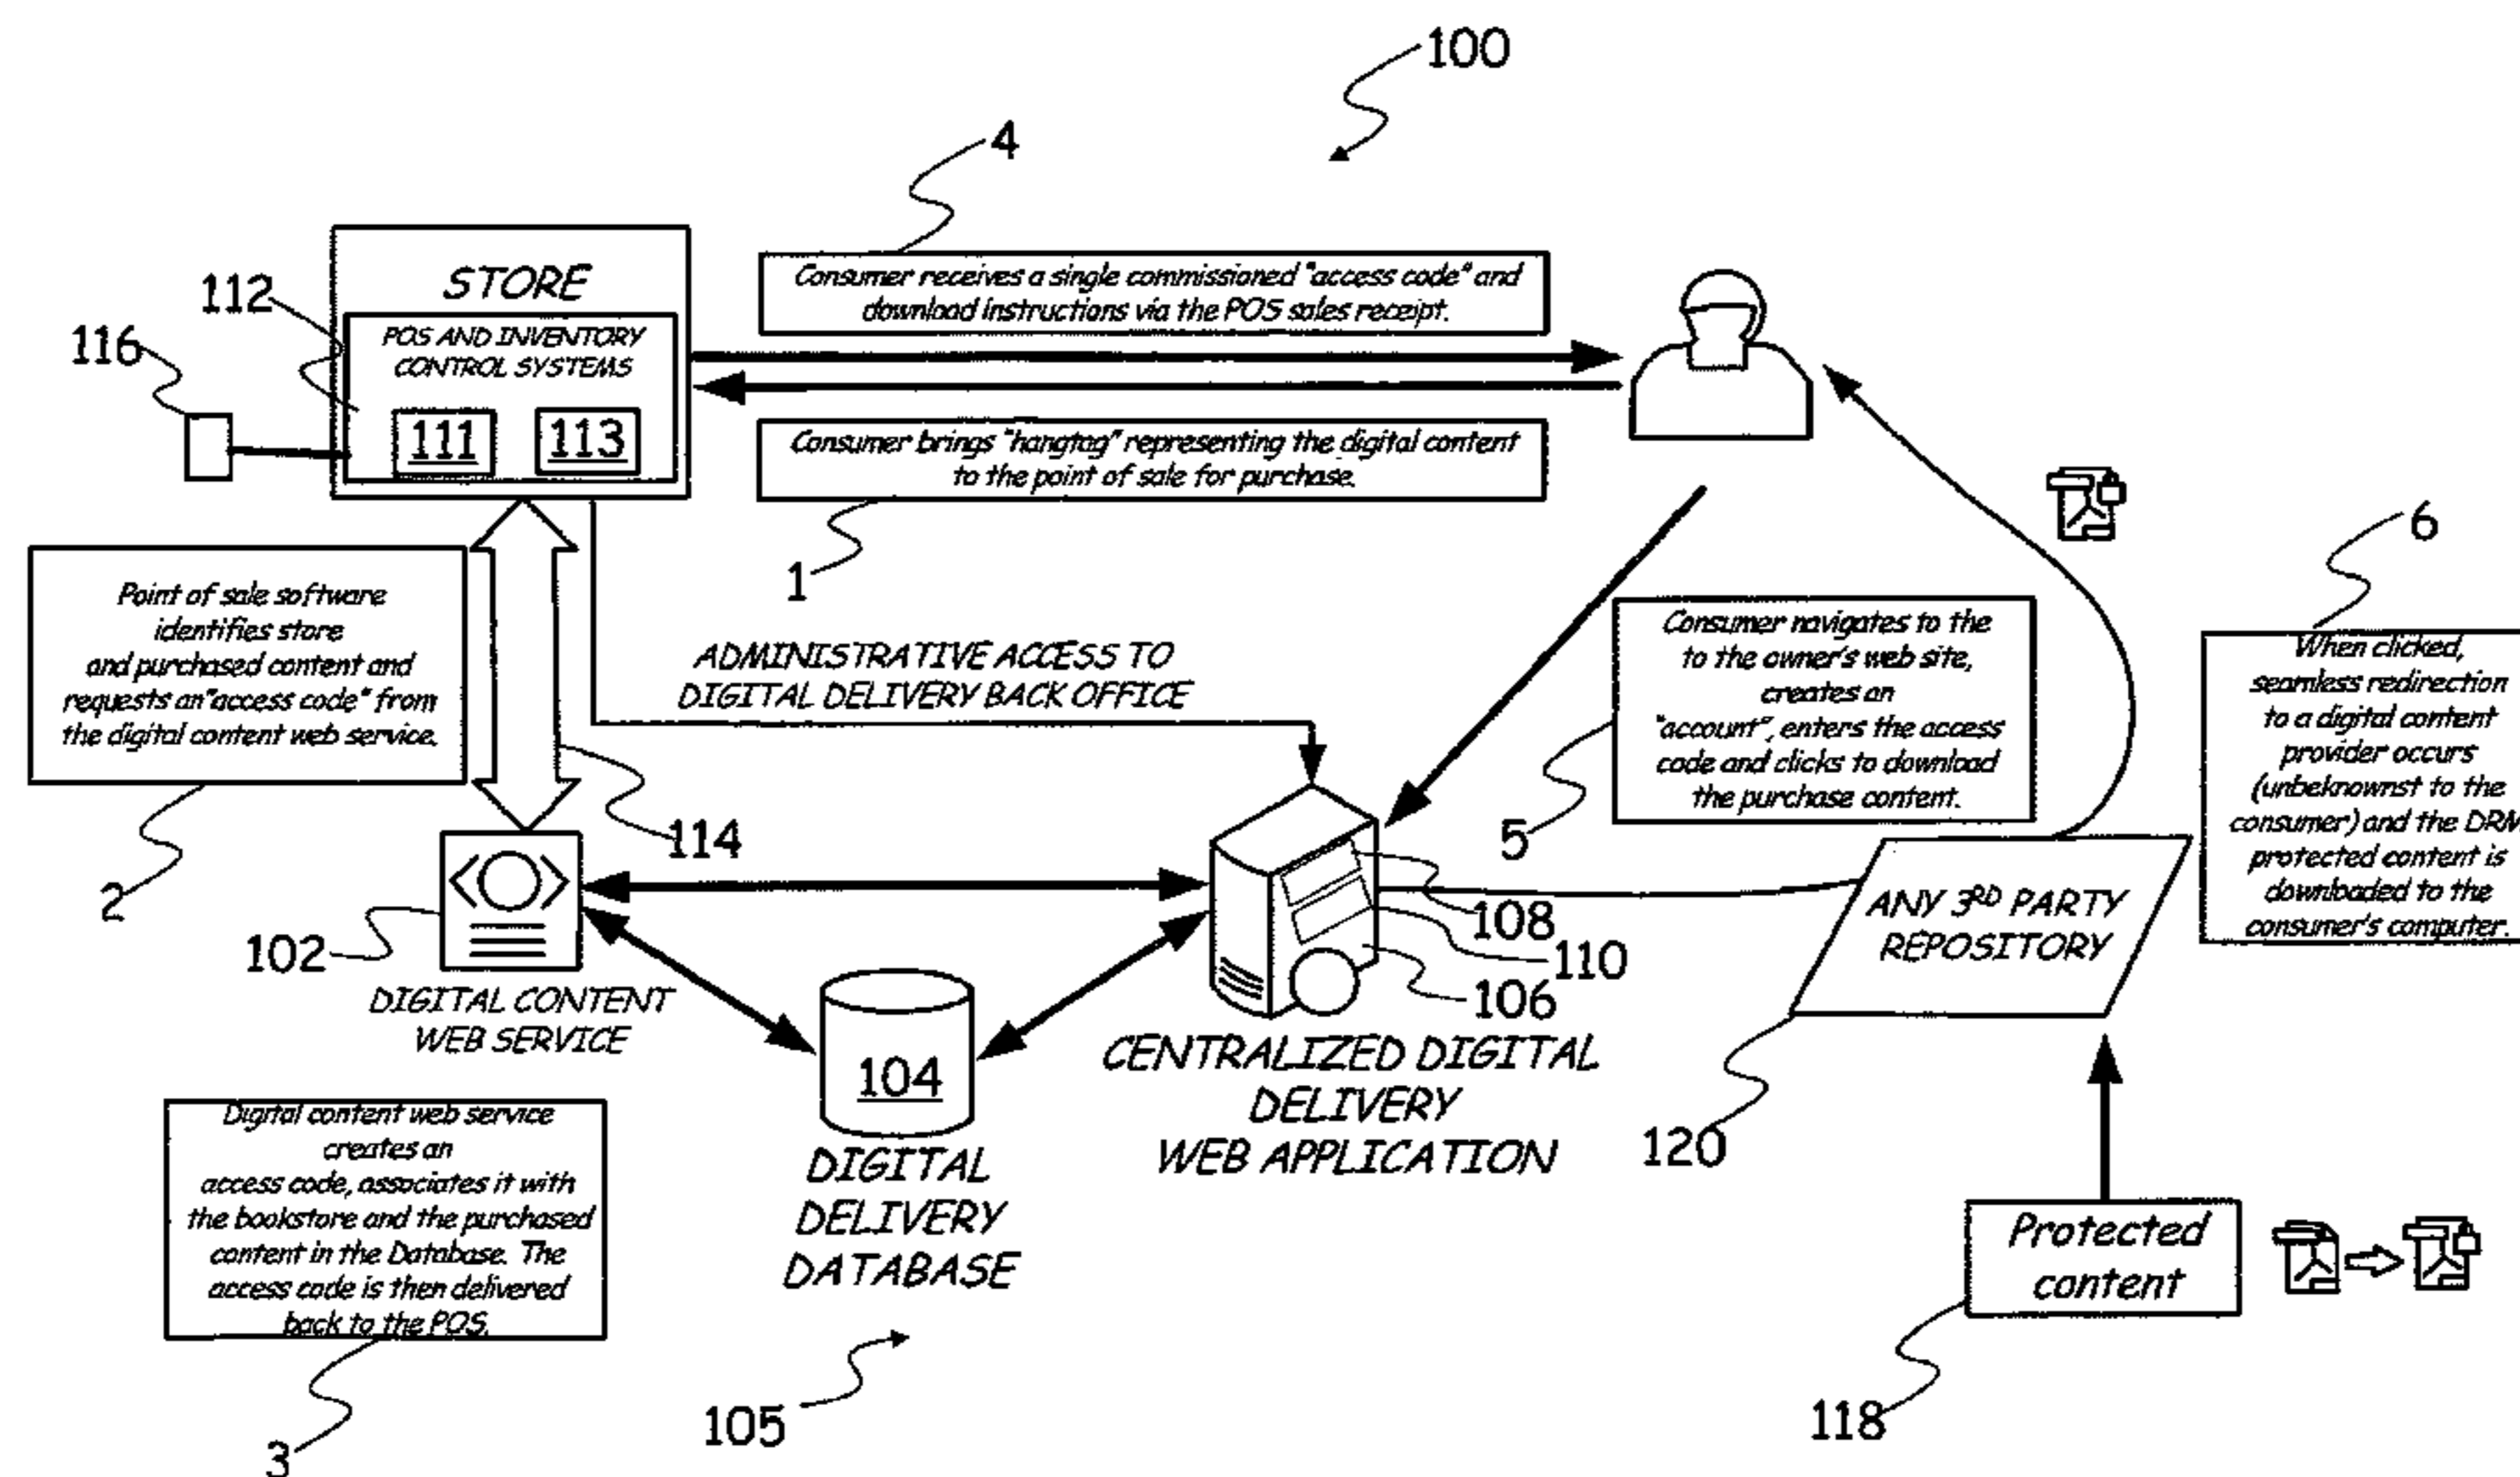 100
4
STORE
112
116
POS AND INVENTORY
CONTROL SYSTEMS
111
113
Consumer receives a single commissioned "access code" and
download instructions via the POS sales receipt.
Consumer brings "hangtag" representing the digital content
to the point of sale for purchase.
1
6
Point of sale software
identifies store
and purchased content and
requests an"access code" from
the digital content web service.
2
114
ADMINISTRATIVE ACCESS TO
DIGITAL DELIVERY BACK OFFICE
Consumer navigates to the
to the owner's web site,
creates an
"account", enters the access
code and clicks to download
the purchase content.
5
When clicked,
seamless redirection
to a digital content
provider occurs
(unbeknownst to the
consumer) and the DRM
protected content is
downloaded to the
consumer's computer.
102
DIGITAL CONTENT
WEB SERVICE
104
DIGITAL
DELIVERY
DATABASE
108
110
106
CENTRALIZED DIGITAL
DELIVERY
WEB APPLICATION
ANY 3RD PARTY
REPOSITORY
120
Digital content web service
creates an
access code, associates it with
the bookstore and the purchased
content in the Database. The
access code is then delivered
back to the POS.
3
105
Protected
content
118